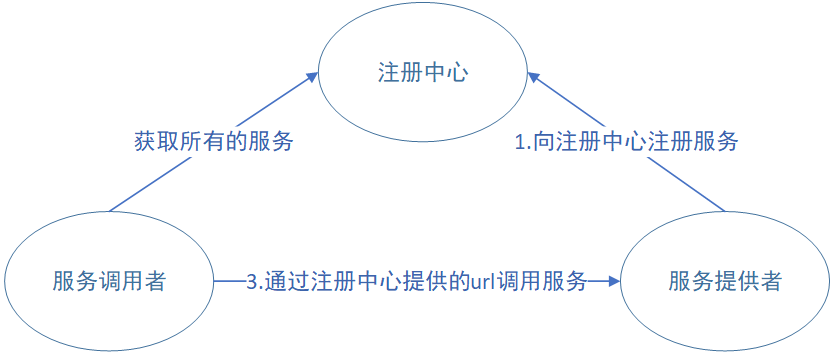 注册中心
获取所有的服务
1.向注册中心注册服务
服务调用者
3.通过注册中心提供的url调用服务
服务提供者